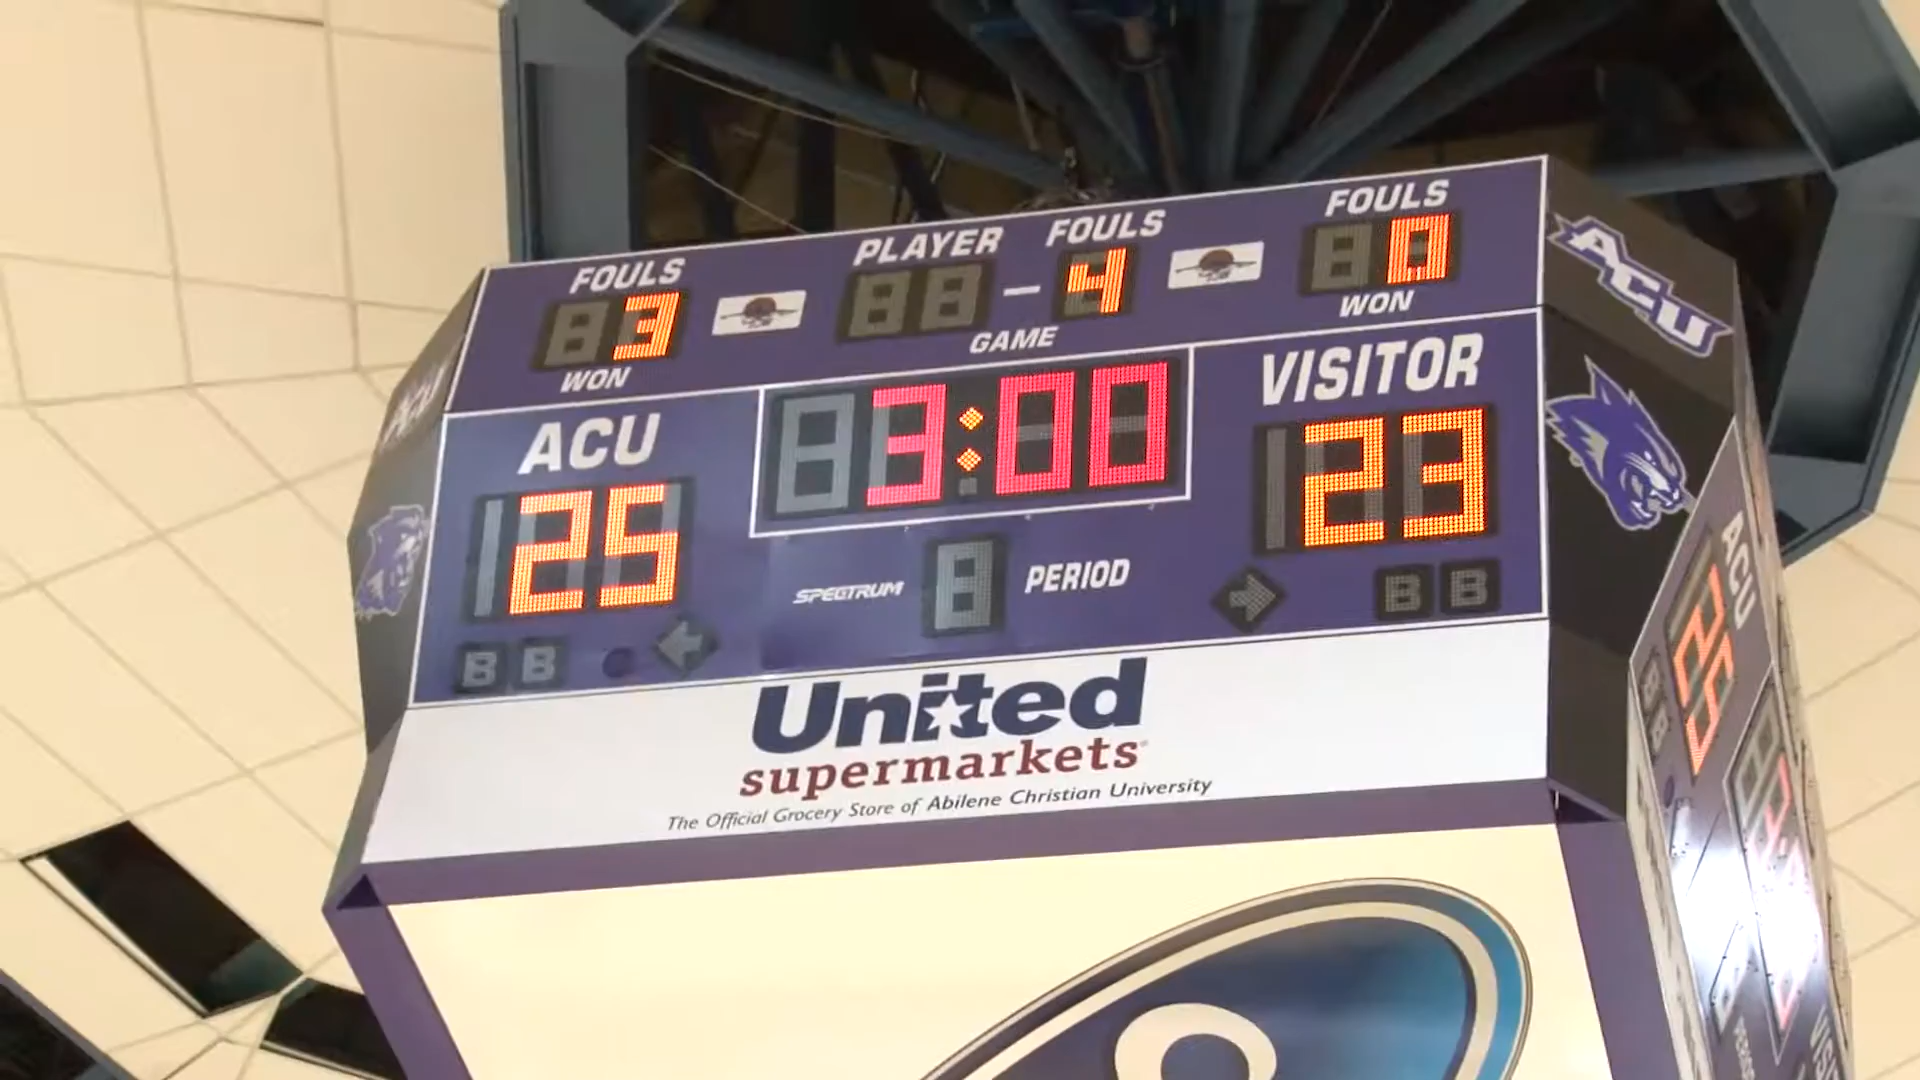 FOULS
PLAYER - FOULS
FOULS
3
4
0
WON
GAME
WON
ACU
3:00
VISITOR
25
23
SPECTRUM
PERIOD
B B
B B
United
supermarkets
The Official Grocery Store of Abilene Christian University
ACU
ACU
25
ACU